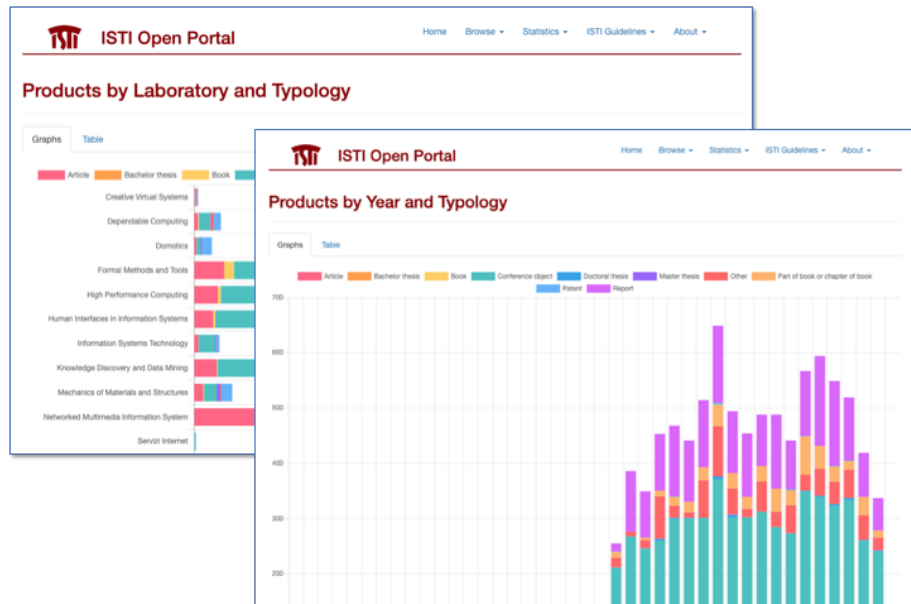 ISTI ISTI Open Portal Home Browse Statistics ISTI Guidelines About
Products by Laboratory and Typology
Graphs Table
Article Bachelor thesis Book
Creative Virtual Systems
Dependable Computing
Domotics
Formal Methods and Tools
High Performance Computing
Human Interfaces in Information Systems
Information Systems Technology
Knowledge Discovery and Data Mining
Mechanics of Materials and Structures
Networked Multimedia Information System
Servizi Internet
ISTI ISTI Open Portal Home Browse Statistics ISTI Guidelines About
Products by Year and Typology
Graphs Table
Article Bachelor thesis Book Conference object Doctoral thesis Master thesis Other Part of book or chapter of book
Patent Report
700
600
500
400
300
200